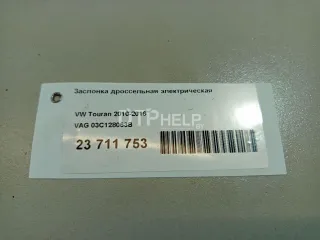 Заслонка дроссельная электрическая
VW Touran 2010-2015
VAG 03C128063B
23 711 753